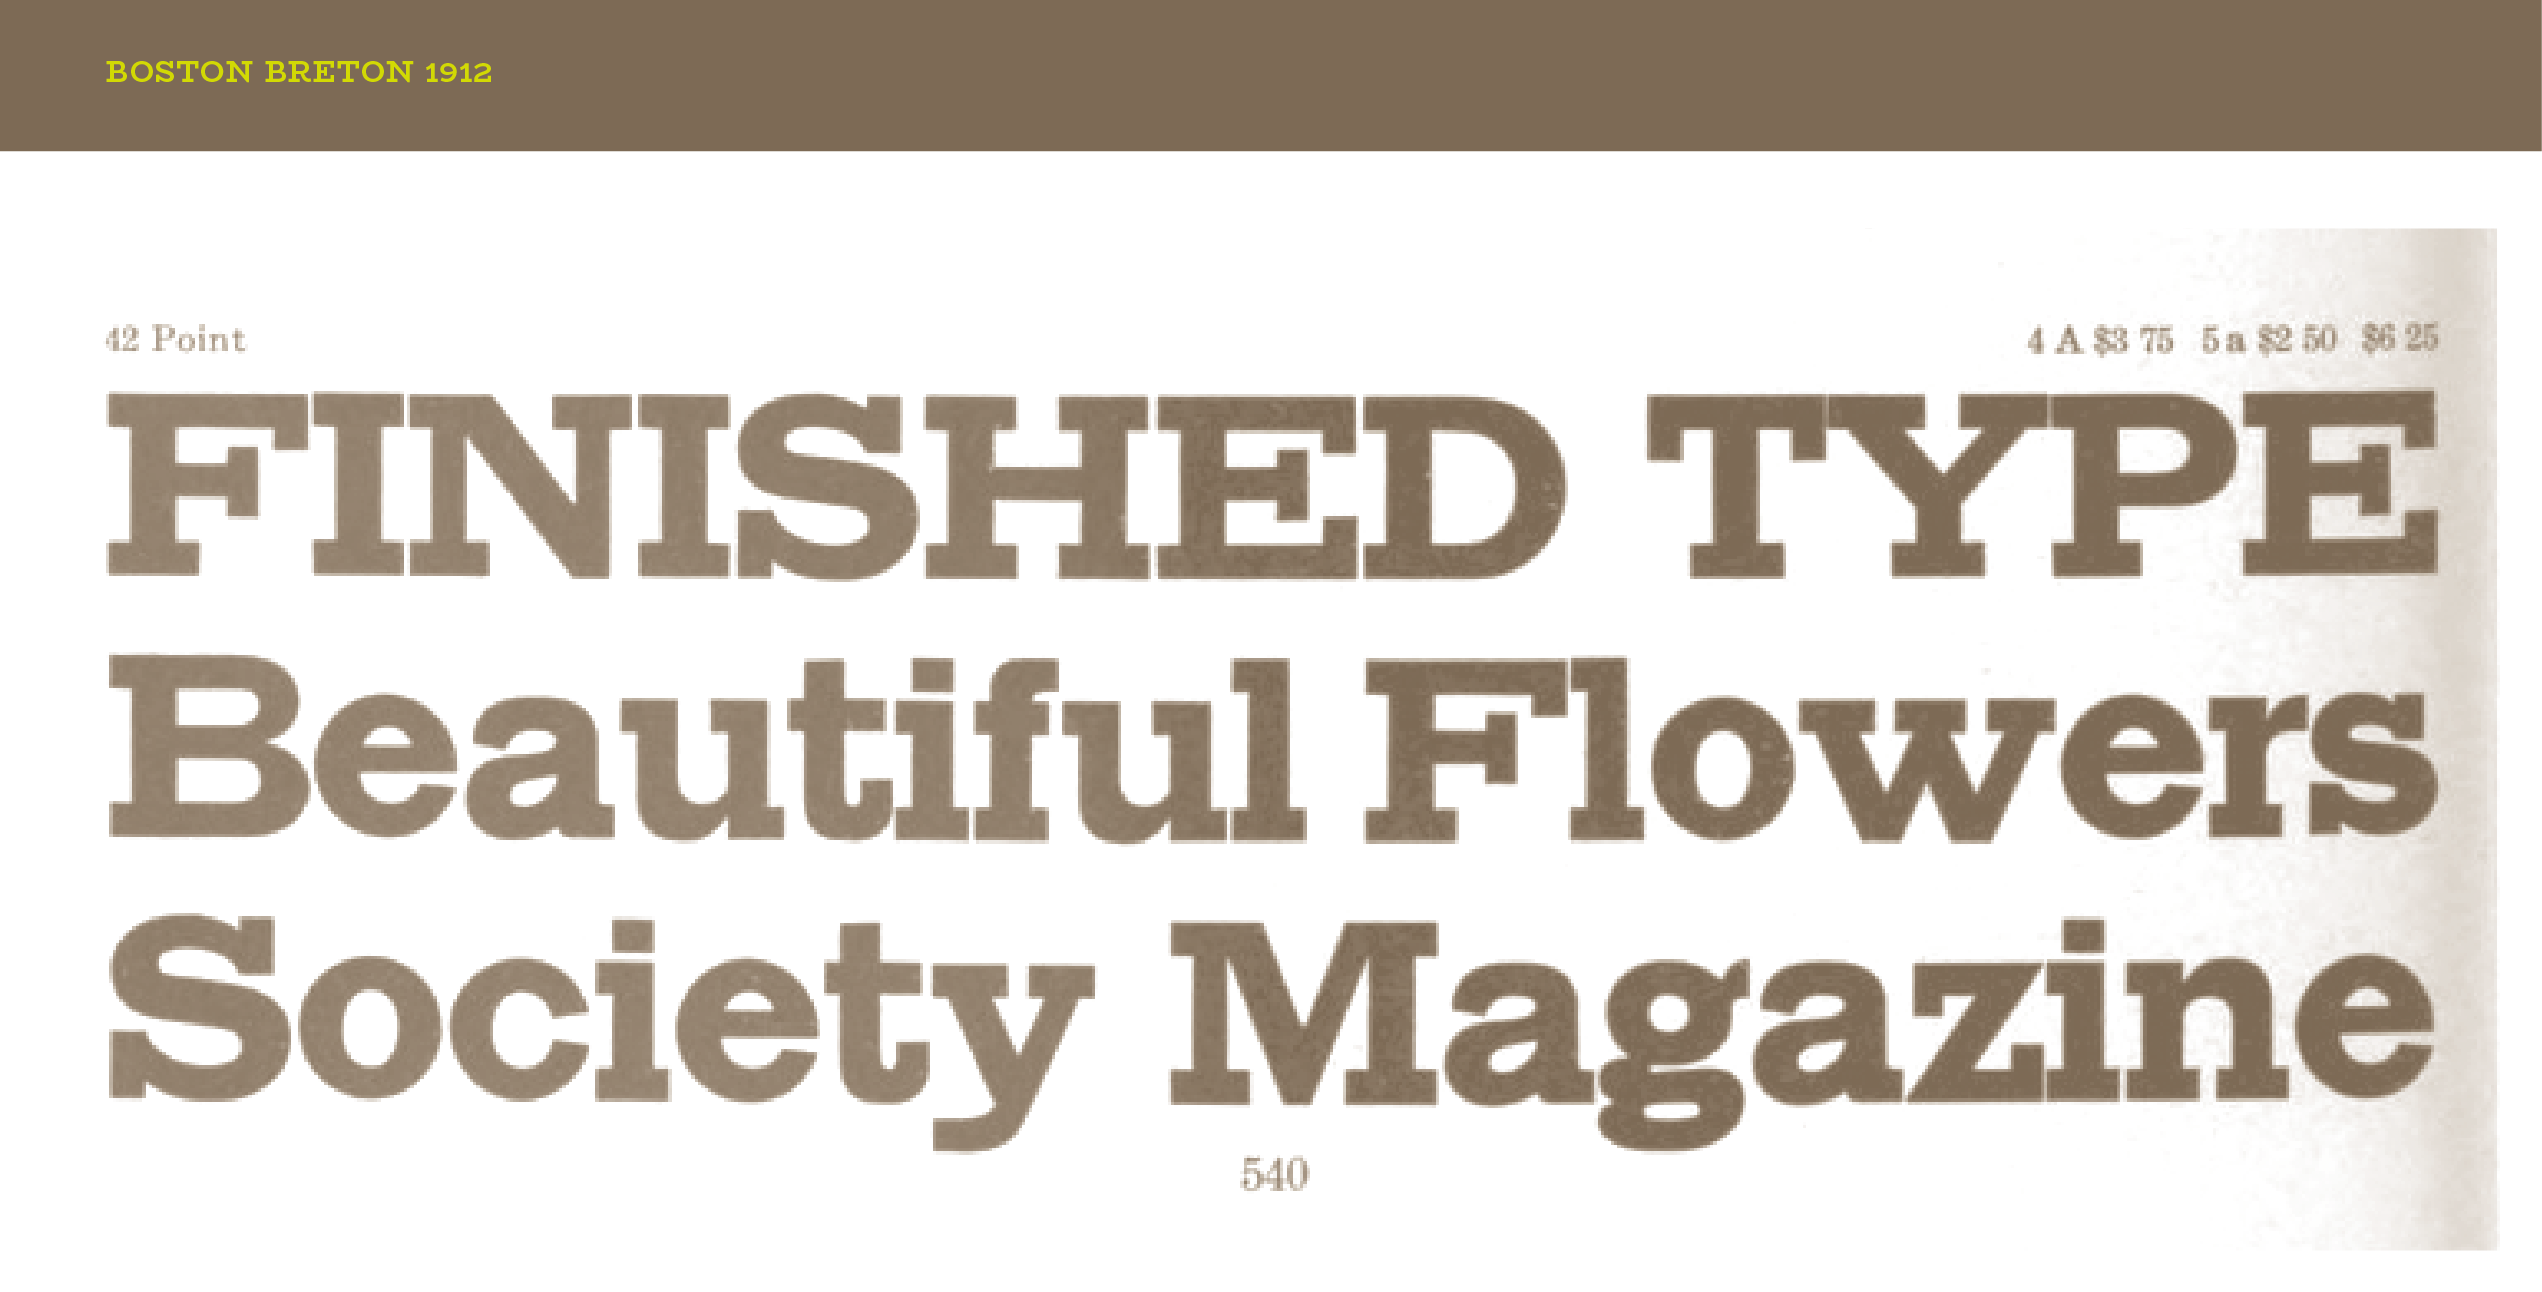 BOSTON BRETON 1912
42 Point 4 A $3 75 5 a $2 50 $6 25
FINISHED TYPE
Beautiful Flowers
Society Magazine
540